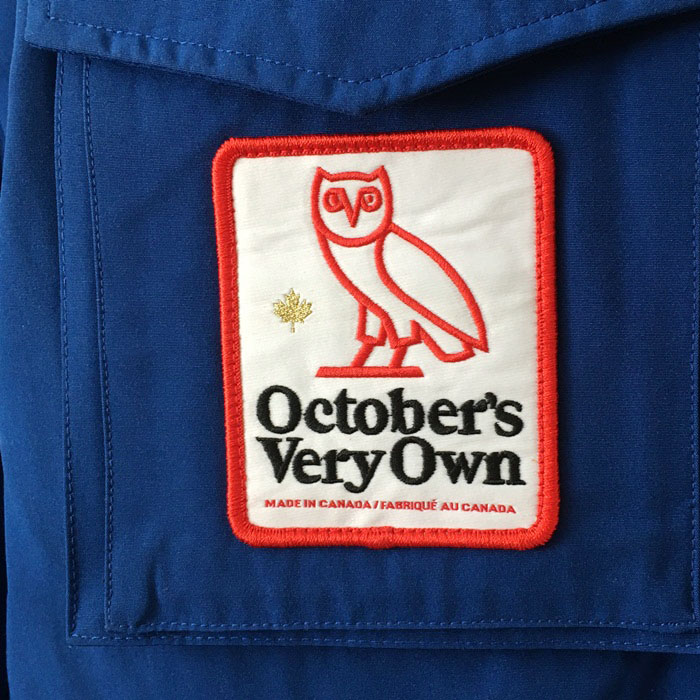 October's
Very Own
MADE IN CANADA / FABRIQUÉ AU CANADA